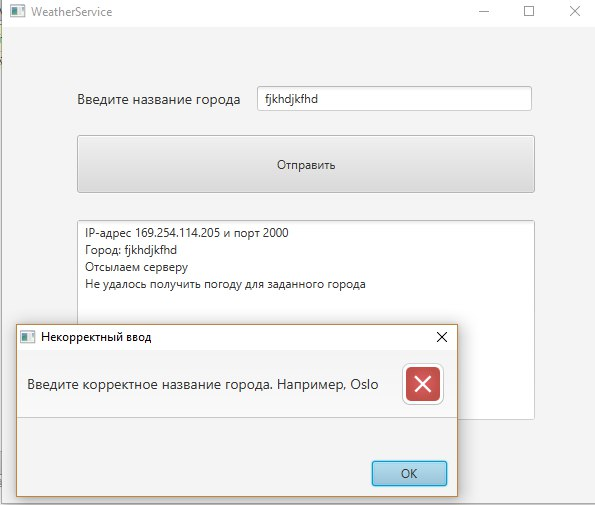 WeatherService
Введите название города fjkhdjkfhd
Отправить
IP-адрес 169.254.114.205 и порт 2000
Город: fjkhdjkfhd
Отсылаем серверу
Не удалось получить погоду для заданного города
Некорректный ввод
Введите корректное название города. Например, Oslo
OK